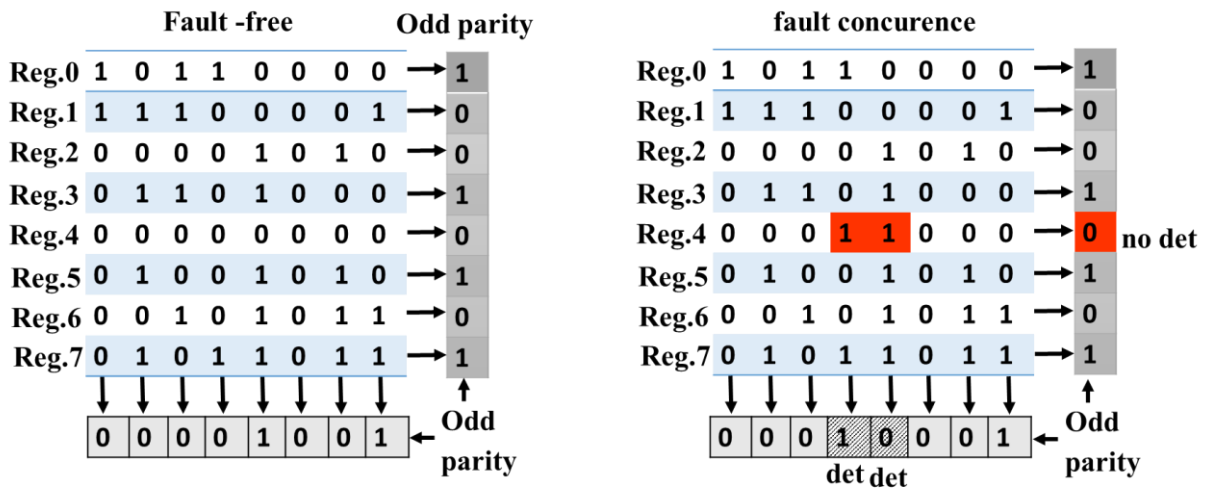 Fault -free
Odd parity
Reg.0 1 0 1 1 0 0 0 0 1
Reg.1 1 1 1 0 0 0 0 1 0
Reg.2 0 0 0 0 1 0 1 0 0
Reg.3 0 1 1 0 1 0 0 0 1
Reg.4 0 0 0 0 0 0 0 0 0
Reg.5 0 1 0 0 1 0 1 0 1
Reg.6 0 0 1 0 1 0 1 1 0
Reg.7 0 1 0 1 1 0 1 1 1
0 0 0 0 1 0 0 1
Odd
parity
fault concurence
Reg.0 1 0 1 1 0 0 0 0 1
Reg.1 1 1 1 0 0 0 0 1 0
Reg.2 0 0 0 0 1 0 1 0 0
Reg.3 0 1 1 0 1 0 0 0 1
Reg.4 0 0 0 1 1 0 0 0 0 no det
Reg.5 0 1 0 0 1 0 1 0 1
Reg.6 0 0 1 0 1 0 1 1 0
Reg.7 0 1 0 1 1 0 1 1 1
0 0 0 1 0 0 0 1
det det
Odd
parity